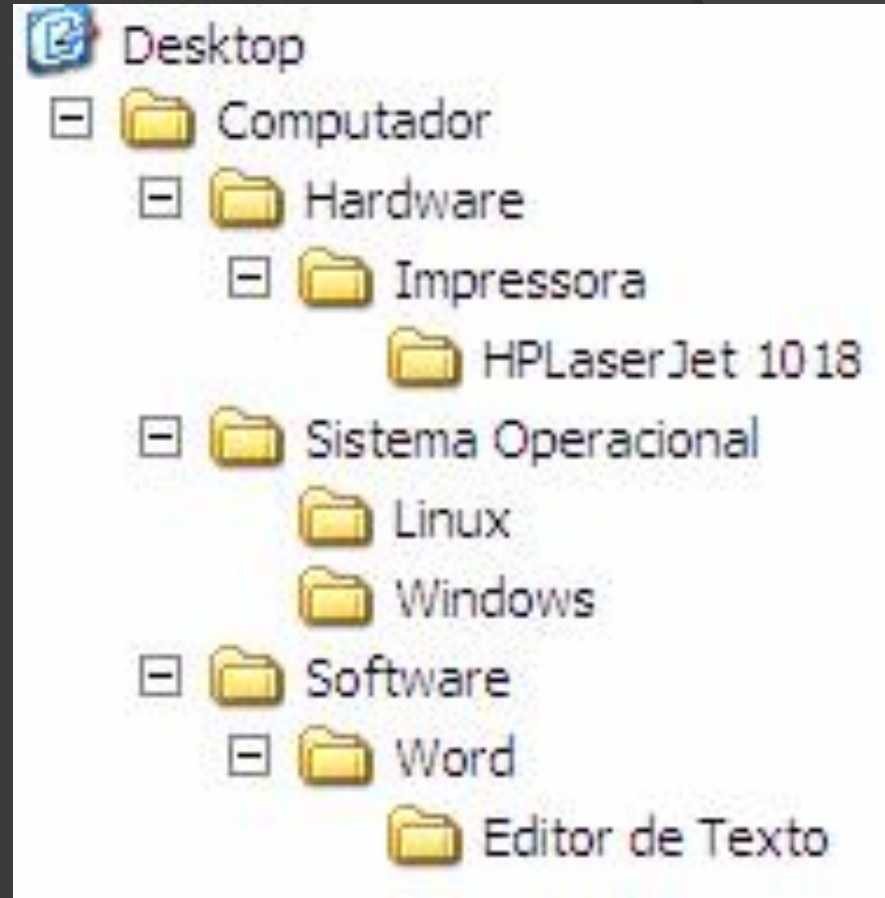 Desktop
Computador
Hardware
Impressora
HPLaserJet 1018
Sistema Operacional
Linux
Windows
Software
Word
Editor de Texto